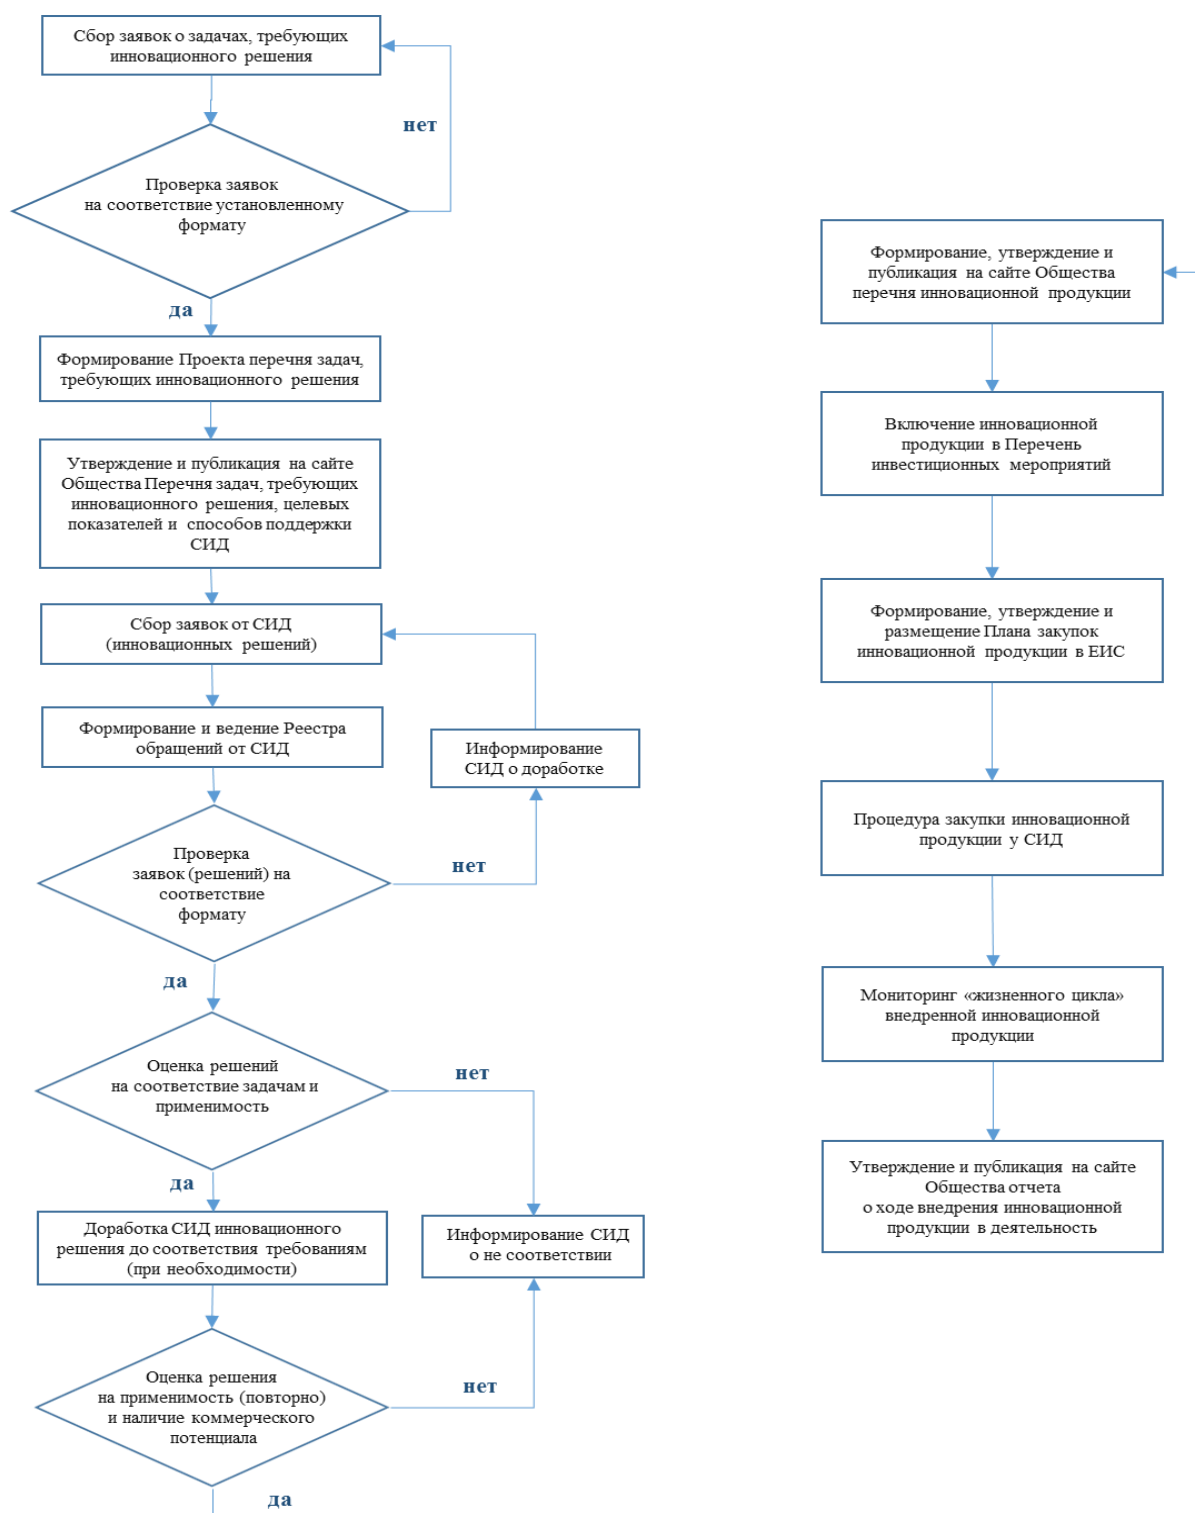 Сбор заявок о задачах, требующих
инновационного решения
нет
Проверка заявок
на соответствие установленному
формату
да
Формирование Проекта перечня задач,
требующих инновационного решения
Утверждение и публикация на сайте
Общества Перечня задач, требующих
инновационного решения, целевых
показателей и способов поддержки
СИД
Сбор заявок от СИД
(инновационных решений)
Формирование и ведение Реестра
обращений от СИД
Информирование
СИД о доработке
Проверка
заявок (решений) на
соответствие
формату
нет
да
Оценка решений
на соответствие задачам и
применимость
нет
да
Доработка СИД инновационного
решения до соответствия требованиям
(при необходимости)
Информирование СИД
о не соответствии
Оценка решения
на применимость (повторно)
и наличие коммерческого
потенциала
нет
да
Формирование, утверждение и
публикация на сайте Общества
перечня инновационной продукции
Включение инновационной
продукции в Перечень
инвестиционных мероприятий
Формирование, утверждение и
размещение Плана закупок
инновационной продукции в ЕИС
Процедура закупки инновационной
продукции у СИД
Мониторинг «жизненного цикла»
внедренной инновационной
продукции
Утверждение и публикация на сайте
Общества отчета
о ходе внедрения инновационной
продукции в деятельность